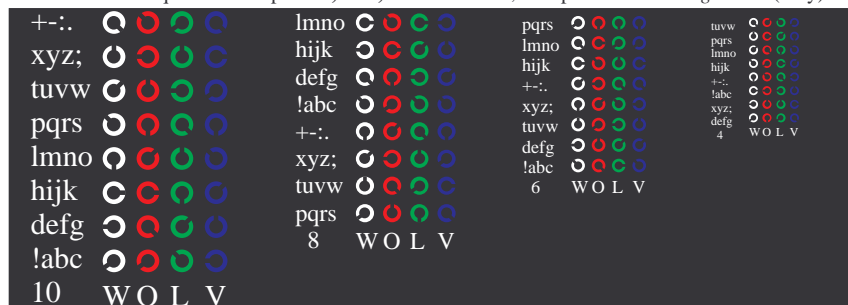 +-:.
xyz;
tuvw
pqrs
lmno
hijk
defg
!abc
10 W O L V
lmno
hijk
defg
!abc
+-:.
xyz;
tuvw
pqrs
8 W O L V
pqrs
lmno
hijk
+-:.
xyz;
tuvw
defg
!abc
6 W O L V
tuvw
pqrs
lmno
hijk
+-:.
!abc
xyz;
defg
4 W O L V